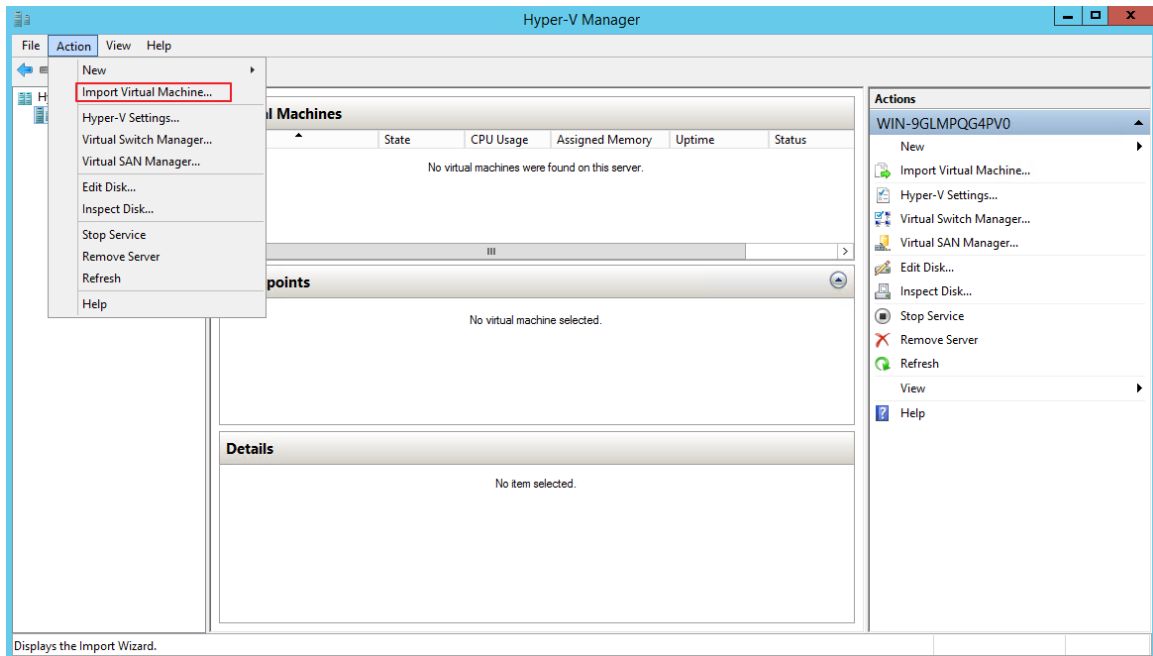 Hyper-V Manager
File Action View Help
New
Import Virtual Machine...
Hyper-V Settings...
Virtual Switch Manager...
Virtual SAN Manager...
Edit Disk...
Inspect Disk...
Stop Service
Remove Server
Refresh
Help
H
al Machines
State CPU Usage Assigned Memory Uptime Status
No virtual machines were found on this server.
points
No virtual machine selected.
Details
No item selected.
Actions
WIN-9GLMPQG4PV0
New
Import Virtual Machine...
Hyper-V Settings...
Virtual Switch Manager...
Virtual SAN Manager...
Edit Disk...
Inspect Disk...
Stop Service
Remove Server
Refresh
View
Help
Displays the Import Wizard.